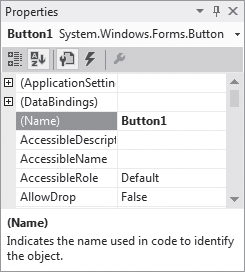 Properties
Button1 System.Windows.Forms.Button
(ApplicationSettin
(DataBindings)
(Name) Button1
AccessibleDescript
AccessibleName
AccessibleRole Default
AllowDrop False
(Name)
Indicates the name used in code to identify
the object.